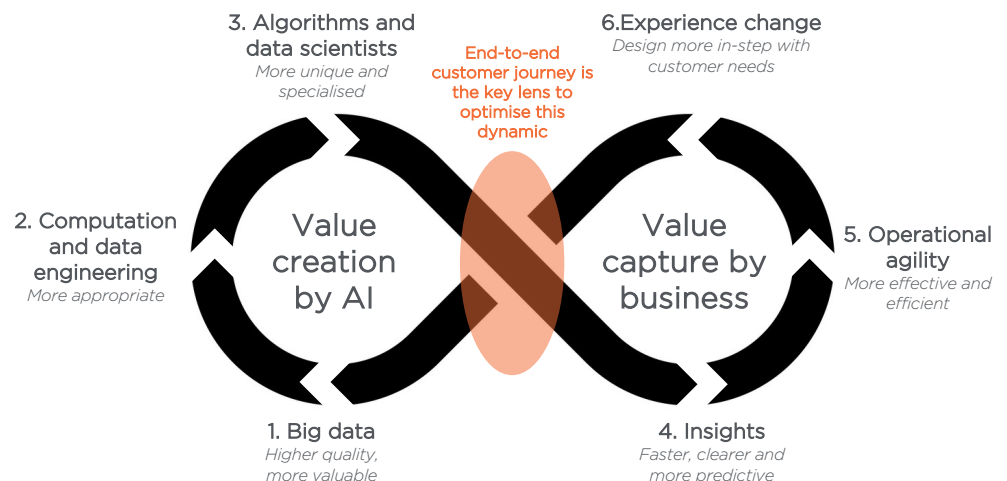 3. Algorithms and
data scientists
More unique and
specialised
End-to-end
customer journey is
the key lens to
optimise this
dynamic
6.Experience change
Design more in-step with
customer needs
2. Computation
and data
engineering
More appropriate
Value
creation
by AI
Value
capture by
business
5. Operational
agility
More effective and
efficient
1. Big data
Higher quality,
more valuable
4. Insights
Faster, clearer and
more predictive